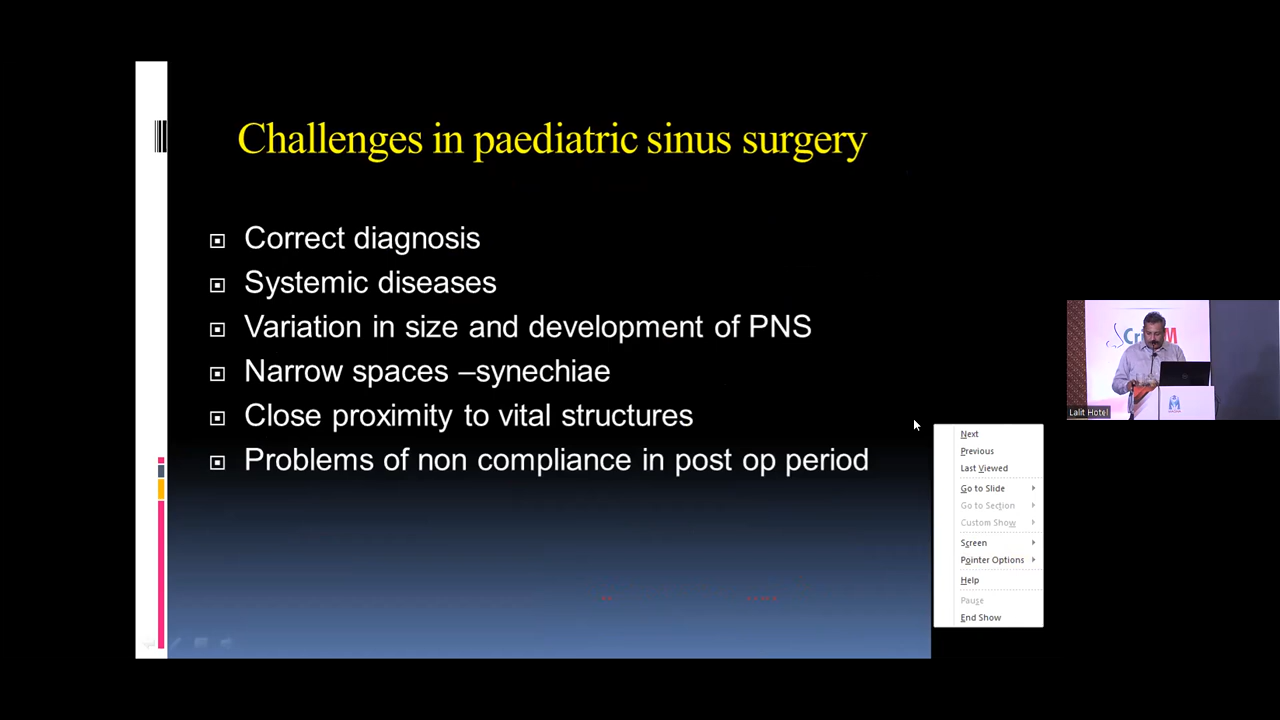 Challenges in paediatric sinus surgery
Correct diagnosis
Systemic diseases
Variation in size and development of PNS
Narrow spaces –synechiae
Close proximity to vital structures
Problems of non compliance in post op period
Lalit Hotel
Next
Previous
Last Viewed
Go to Slide
Go to Section
Custom Show
Screen
Pointer Options
Help
Pause
End Show